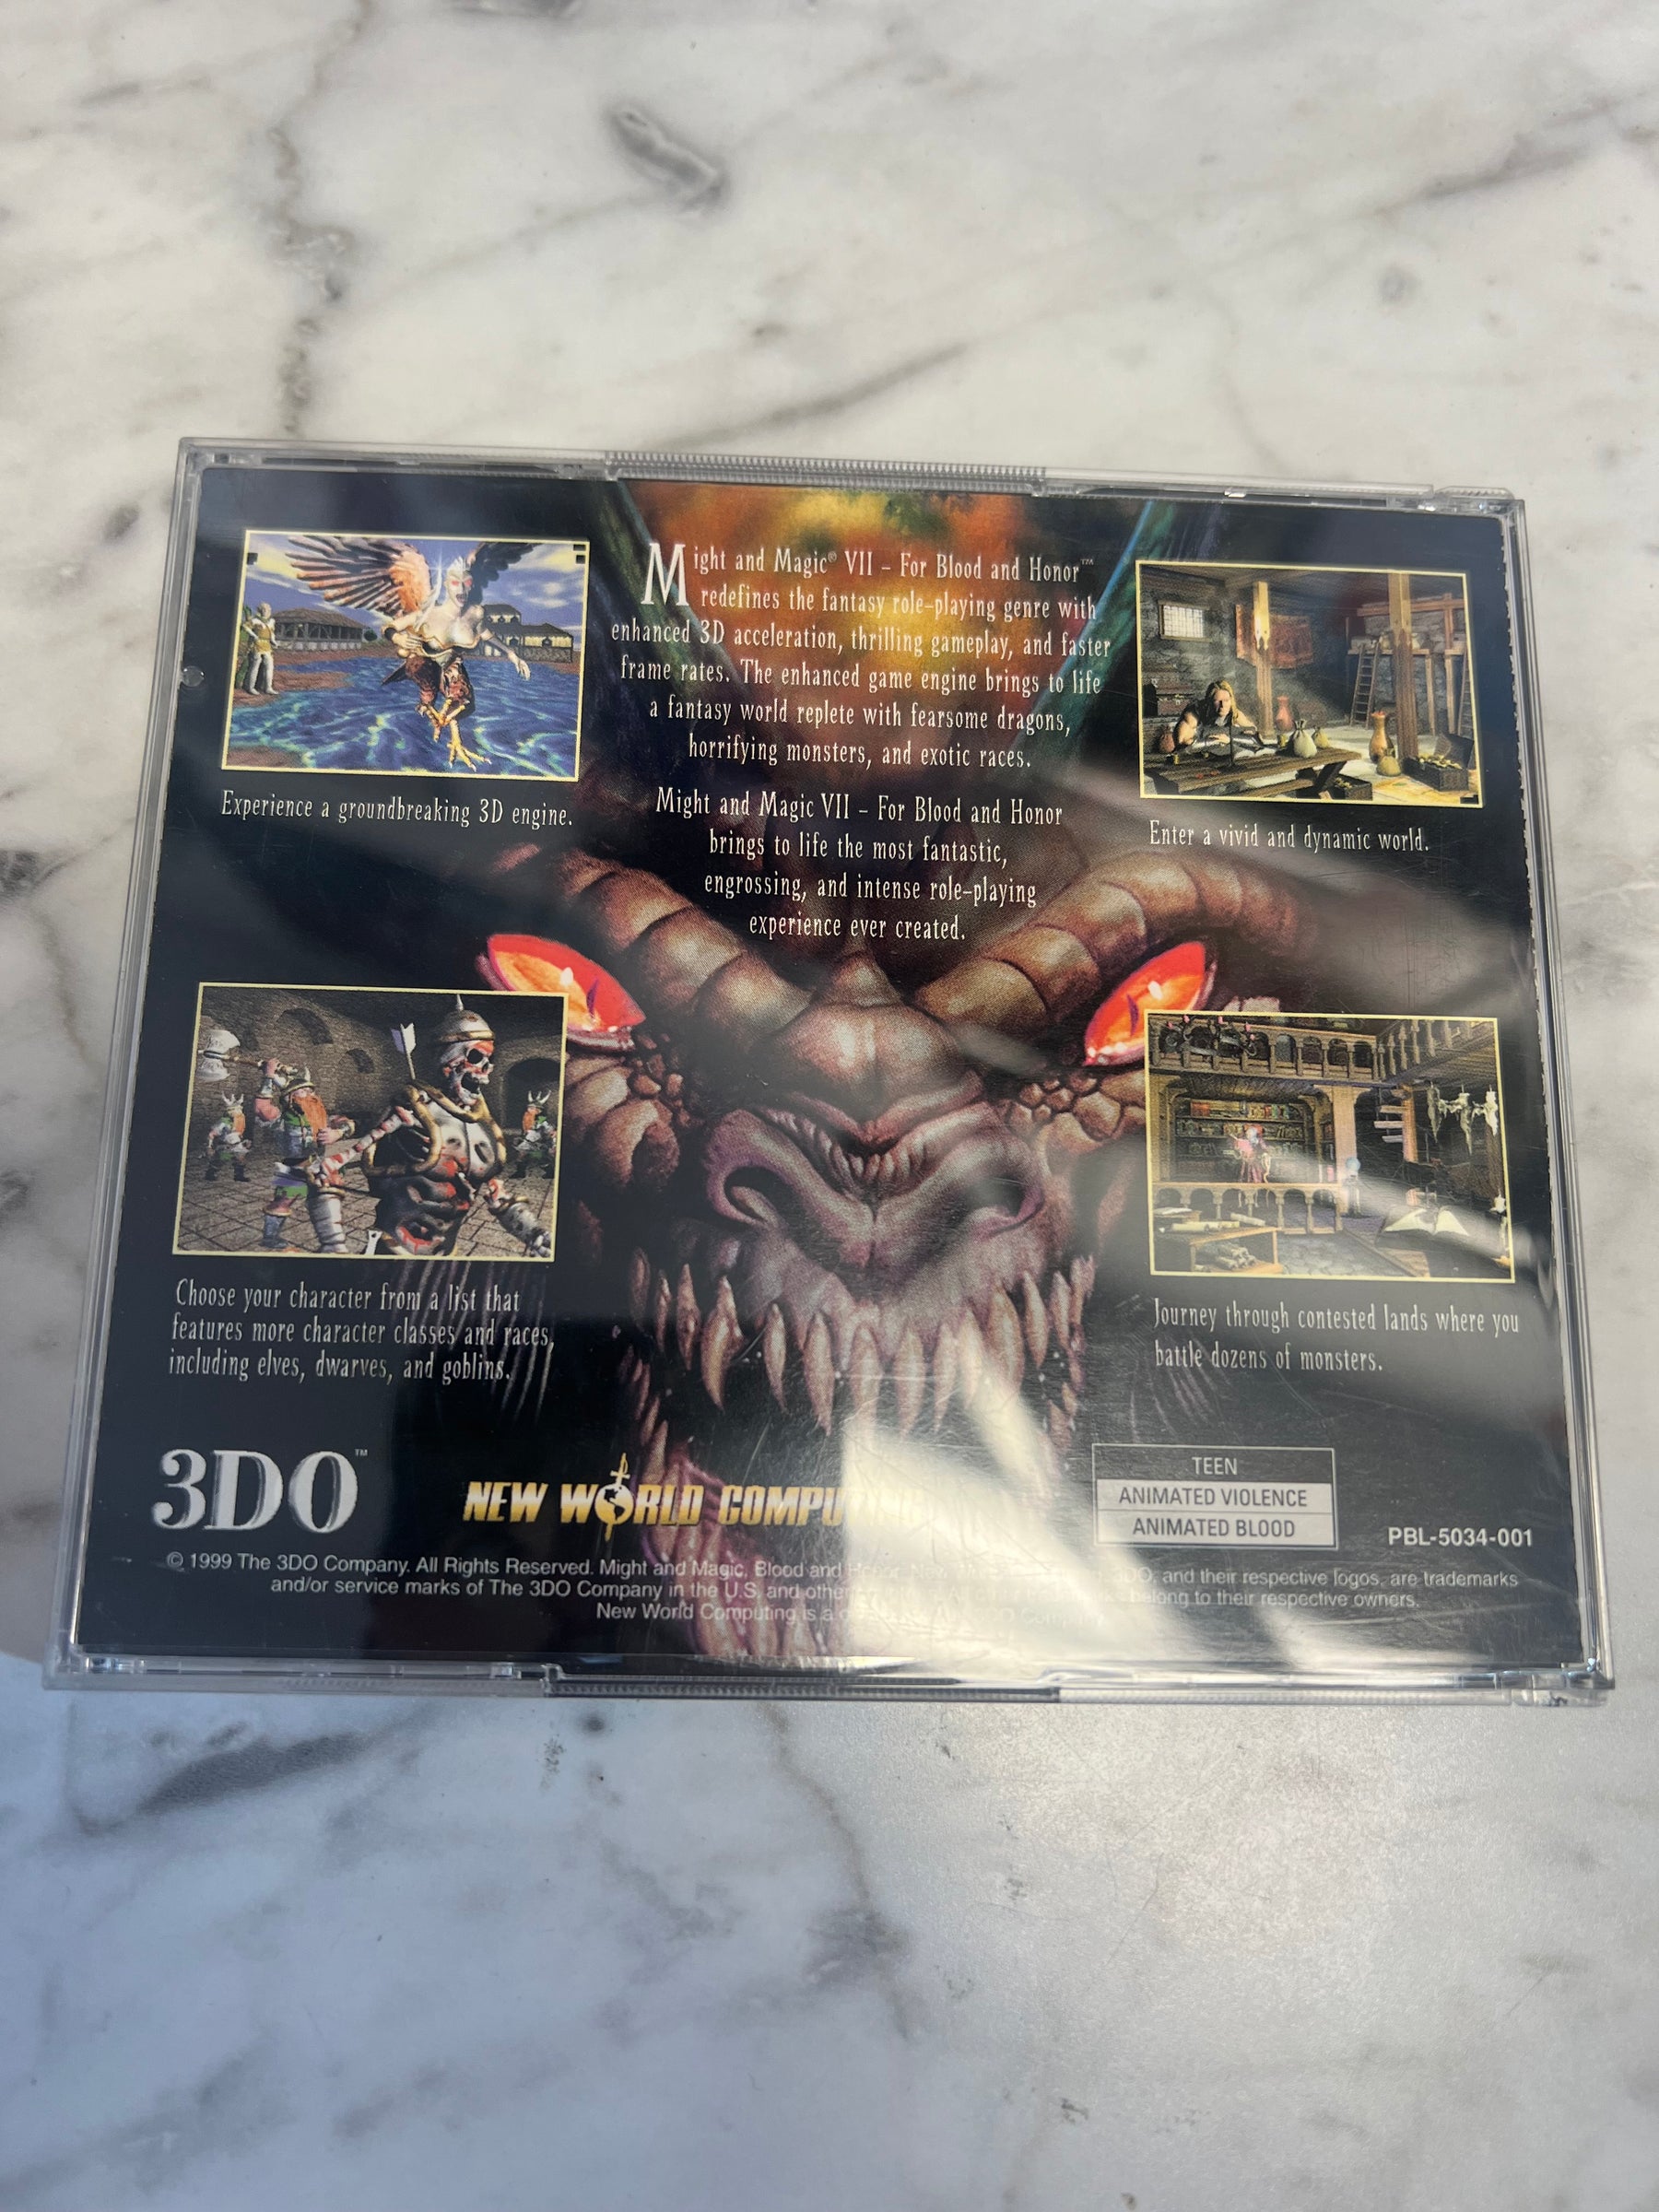 Might and Magic® VII – For Blood and Honor™
redefines the fantasy role-playing genre with
enhanced 3D acceleration, thrilling gameplay, and faster
frame rates. The enhanced game engine brings to life
a fantasy world replete with fearsome dragons,
horrifying monsters, and exotic races.
Might and Magic VII – For Blood and Honor
brings to life the most fantastic,
engrossing, and intense role-playing
experience ever created.
Experience a groundbreaking 3D engine.
Enter a vivid and dynamic world.
Choose your character from a list that
features more character classes and races,
including elves, dwarves, and goblins.
Journey through contested lands where you
battle dozens of monsters.
3DO™
NEW WORLD
TEEN
ANIMATED VIOLENCE
ANIMATED BLOOD
PBL-5034-001
© 1999 The 3DO Company. All Rights Reserved. Might and Magic, Blood and and their respective logos, are trademarks
and/or service marks of The 3DO Company in the U.S. and other belong to their respective owners.
New World Computing is a